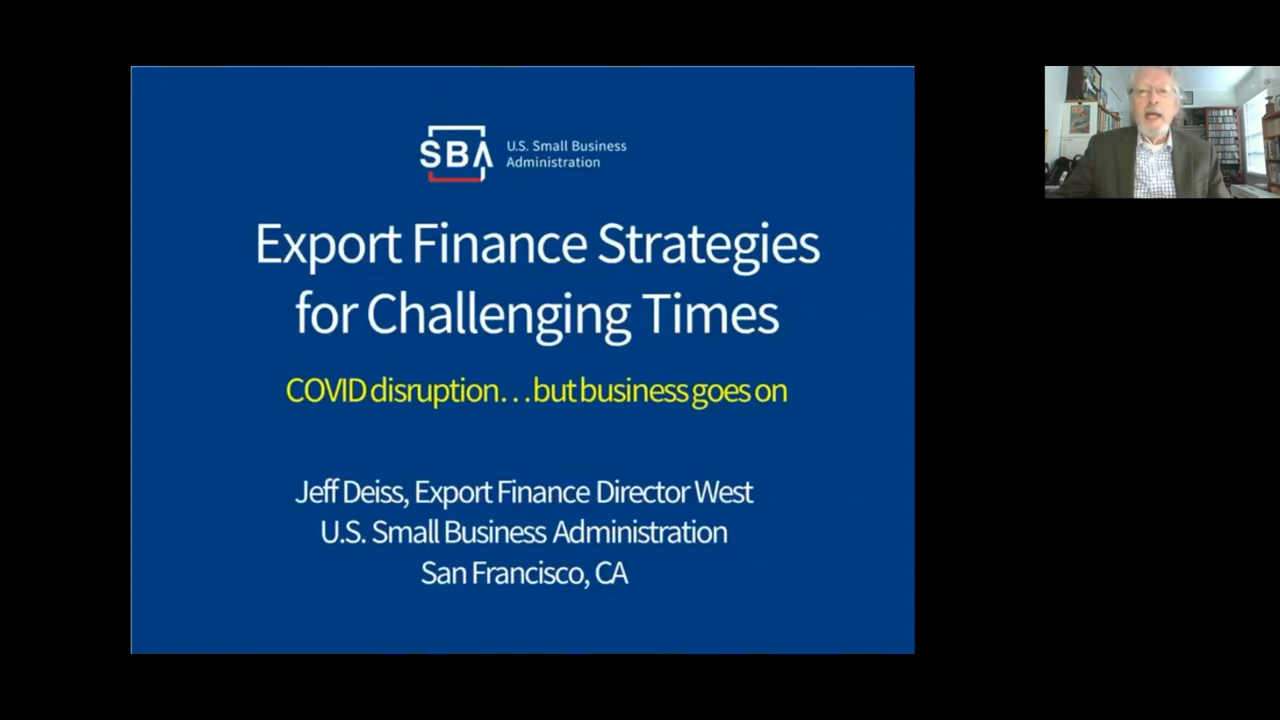 SBA
U.S. Small Business
Administration
Export Finance Strategies
for Challenging Times
COVID disruption...but business goes on
Jeff Deiss, Export Finance Director West
U.S. Small Business Administration
San Francisco, CA